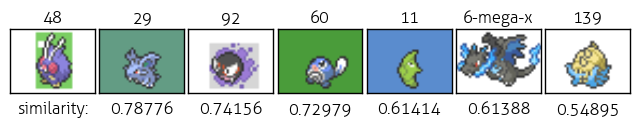 48 29 92 60 11 6-mega-x 139
similarity: 0.78776 0.74156 0.72979 0.61414 0.61388 0.54895